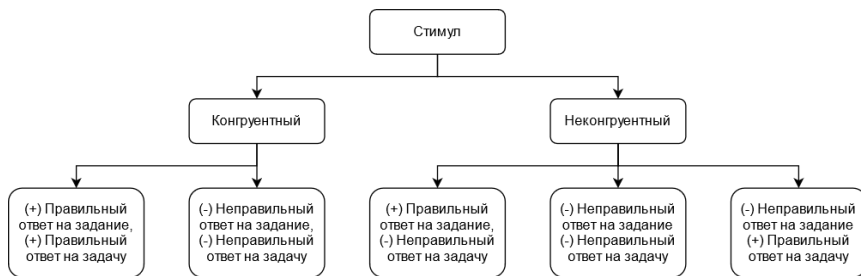 Стимул
Конгруентный
Неконгруентный
(+) Правильный
ответ на задание,
(+) Правильный
ответ на задачу
(-) Неправильный
ответ на задание,
(-) Неправильный
ответ на задачу
(+) Правильный
ответ на задание,
(-) Неправильный
ответ на задачу
(-) Неправильный
ответ на задание
(-) Неправильный
ответ на задачу
(-) Неправильный
ответ на задание
(+) Правильный
ответ на задачу